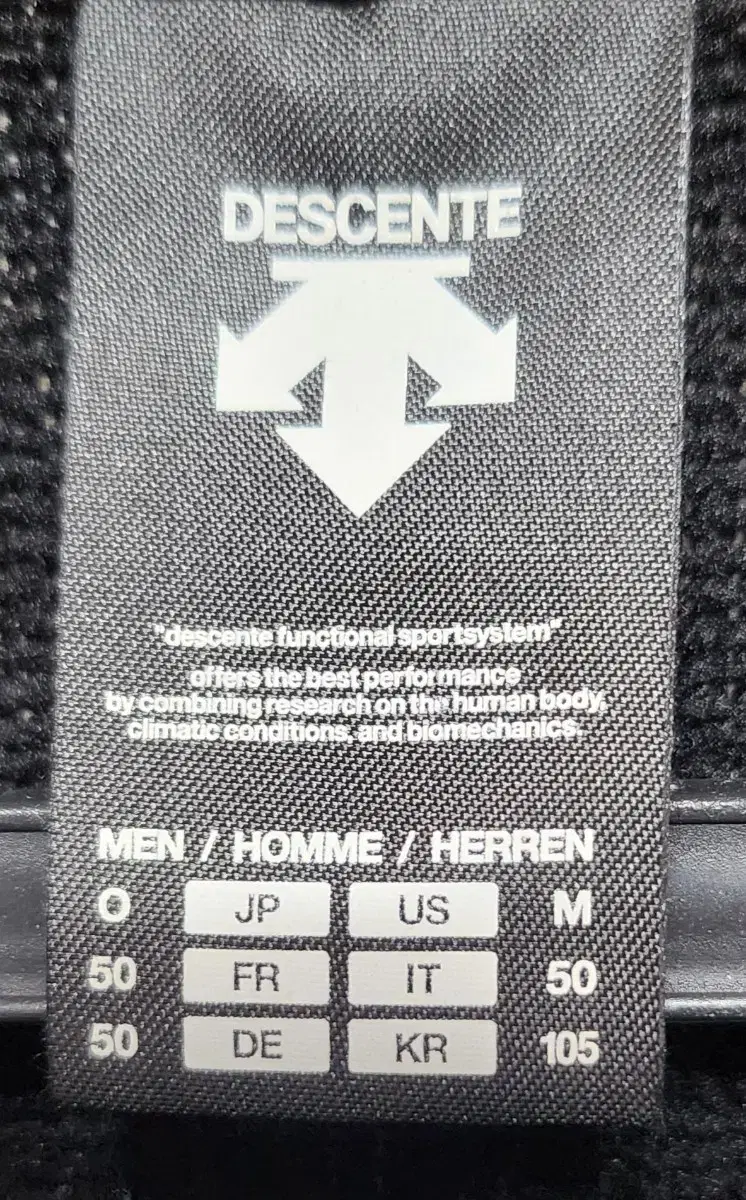 DESCENTE
"descente functional sportsystem"
offers the best performance
by combining research on the human body,
climatic conditions, and biomechanics.
MEN / HOMME / HERREN
O JP US M
50 FR IT 50
50 DE KR 105